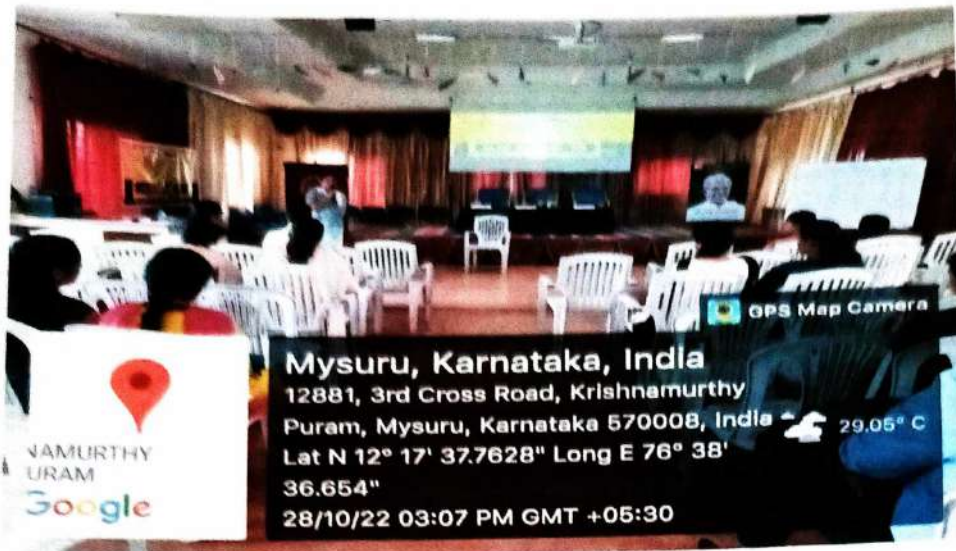 GPS Map Camera
Mysuru, Karnataka, India
12881, 3rd Cross Road, Krishnamurthy
Puram, Mysuru, Karnataka 570008, India
29.05° C
Lat N 12° 17' 37.7628" Long E 76° 38'
36.654"
28/10/22 03:07 PM GMT +05:30
NAMURTHY
URAM
Google